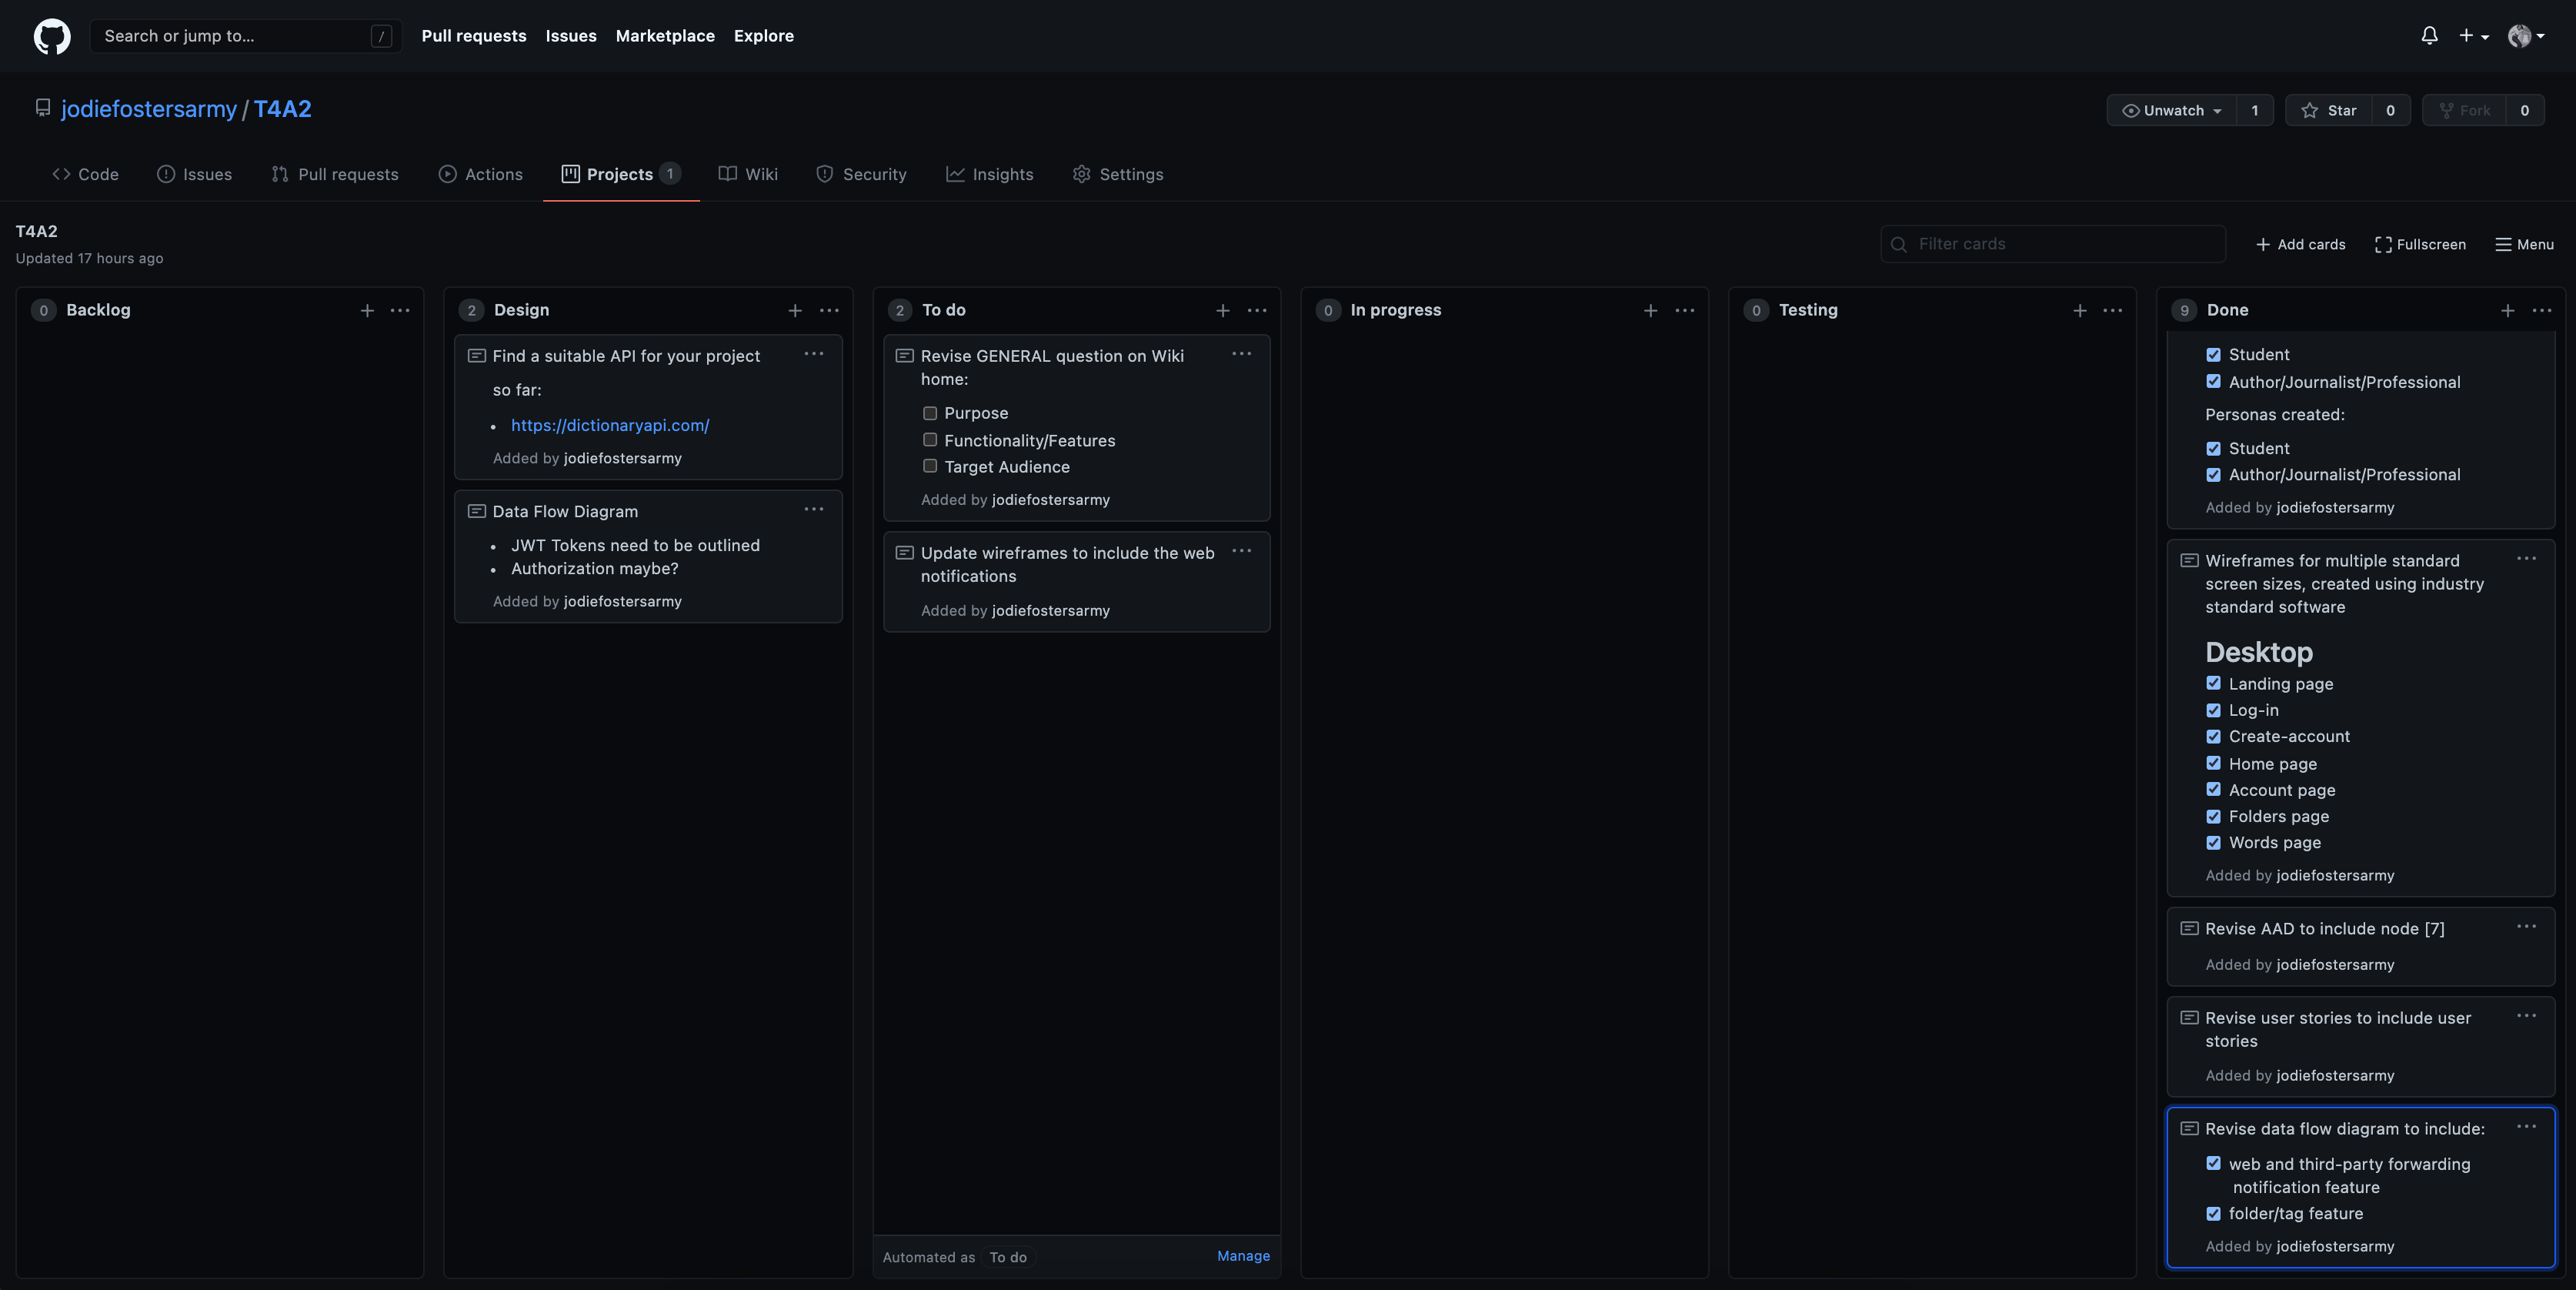 Search or jump to... /
Pull requests Issues Marketplace Explore
jodiefostersarmy / T4A2
Unwatch 1 Star 0 Fork 0
Code Issues Pull requests Actions Projects 1 Wiki Security Insights Settings
T4A2
Updated 17 hours ago
Filter cards
Add cards Fullscreen Menu
0 Backlog
2 Design
Find a suitable API for your project
so far:
• https://dictionaryapi.com/
Added by jodiefostersarmy
Data Flow Diagram
• JWT Tokens need to be outlined
• Authorization maybe?
Added by jodiefostersarmy
2 To do
Revise GENERAL question on Wiki
home:
Purpose
Functionality/Features
Target Audience
Added by jodiefostersarmy
Update wireframes to include the web
notifications
Added by jodiefostersarmy
Automated as To do Manage
0 In progress
0 Testing
9 Done
Student
Author/Journalist/Professional
Personas created:
Student
Author/Journalist/Professional
Added by jodiefostersarmy
Wireframes for multiple standard
screen sizes, created using industry
standard software
Desktop
Landing page
Log-in
Create-account
Home page
Account page
Folders page
Words page
Added by jodiefostersarmy
Revise AAD to include node [7]
Added by jodiefostersarmy
Revise user stories to include user
stories
Added by jodiefostersarmy
Revise data flow diagram to include:
web and third-party forwarding
notification feature
folder/tag feature
Added by jodiefostersarmy